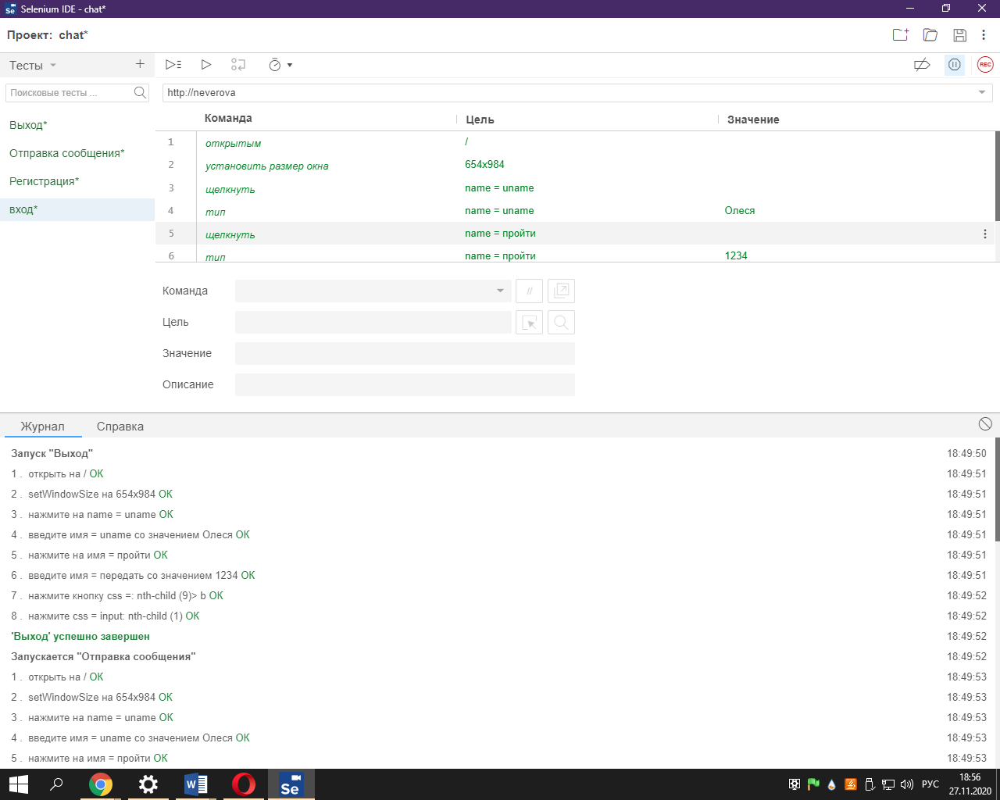 Selenium IDE - chat*
Проект: chat*
Тесты
Поисковые тесты ...
http://neverova
Выход*
Отправка сообщения*
Регистрация*
вход*
Команда Цель Значение
1 открытым /
2 установить размер окна 654x984
3 щелкнуть name = uname
4 тип name = uname Олеся
5 щелкнуть name = пройти
6 тип name = пройти 1234
Команда //
Цель
Значение
Описание
Журнал Справка
Запуск "Выход" 18:49:50
1 . открыть на / OK 18:49:51
2 . setWindowSize на 654x984 OK 18:49:51
3 . нажмите на name = uname OK 18:49:51
4 . введите имя = uname со значением Олеся OK 18:49:51
5 . нажмите на имя = пройти OK 18:49:51
6 . введите имя = передать со значением 1234 OK 18:49:51
7 . нажмите кнопку css =: nth-child (9)> b OK 18:49:52
8 . нажмите css = input: nth-child (1) OK 18:49:52
'Выход' успешно завершен 18:49:52
Запускается "Отправка сообщения" 18:49:52
1 . открыть на / OK 18:49:53
2 . setWindowSize на 654x984 OK 18:49:53
3 . нажмите на name = uname OK 18:49:53
4 . введите имя = uname со значением Олеся OK 18:49:53
5 . нажмите на имя = пройти OK 18:49:53
REC
Se
РУС
18:56
27.11.2020